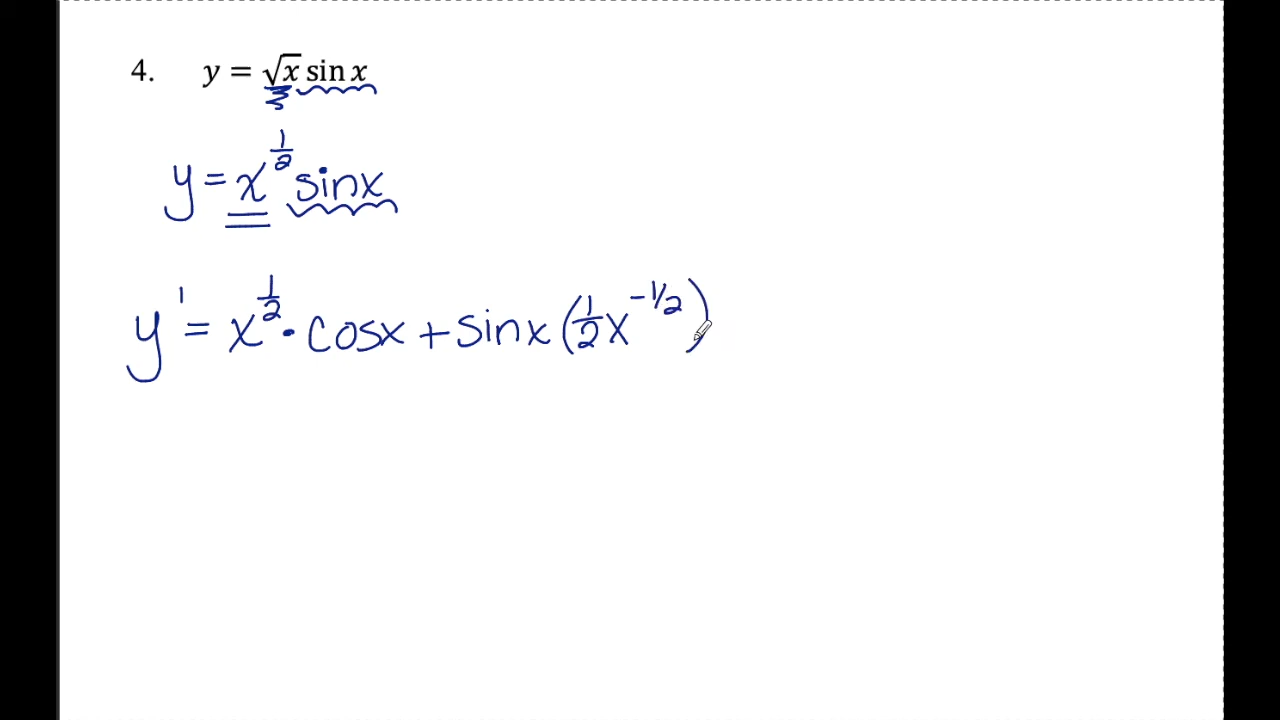 4. y = √x sin x
y = x^{1/2} sinx
y' = x^{1/2} · cosx + sinx (1/2 x^{-1/2})